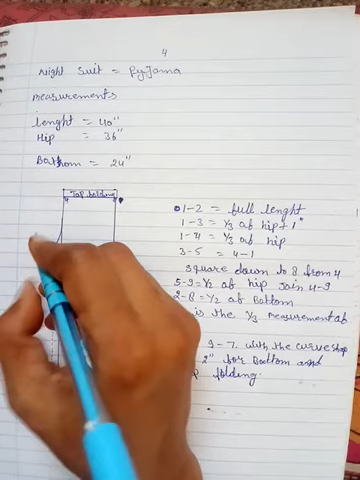 4
Night Suit = Pyjama
measurements
lenght = 40"
Hip = 36"
Bottom = 24"
Top folding
1-2 = full lenght
1-3 = 1/3 of hip+1"
1-4 = 1/3 of hip
3-5 = 4-1
square down to 8 from 4
5-9 = 1/2 of hip Join 4-9
2-8 = 1/2 of Bottom
is the 1/3 measurement of
9-7. with the curve shap
2" for Bottom and
folding.